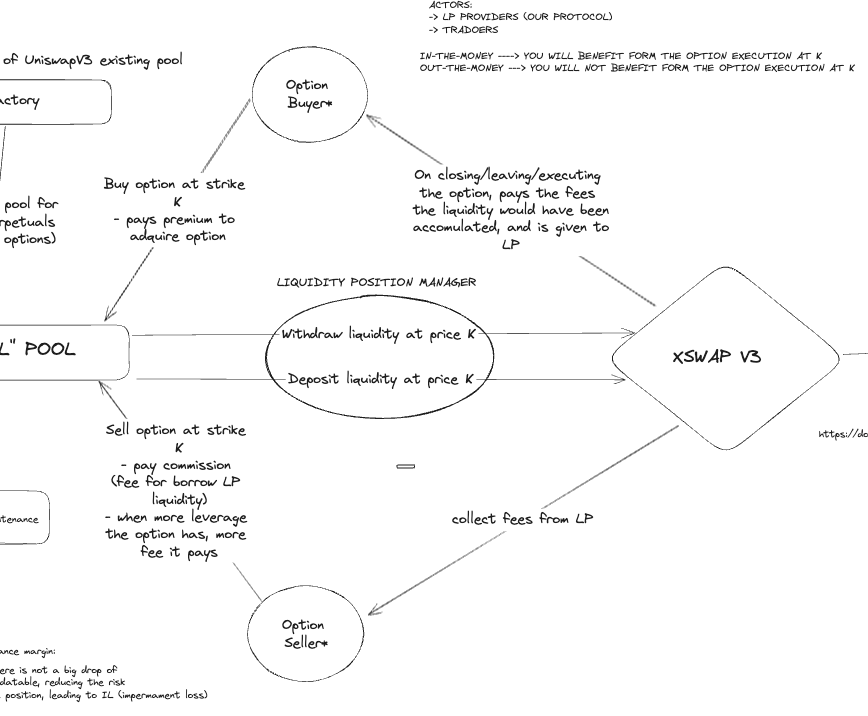 ACTORS:
-> LP PROVIDERS (OUR PROTOCOL)
-> TRADOERS
IN-THE-MONEY ----> YOU WILL BENEFIT FORM THE OPTION EXECUTION AT K
OUT-THE-MONEY ---> YOU WILL NOT BENEFIT FORM THE OPTION EXECUTION AT K
of UniswapV3 existing pool
actory
Option
Buyer*
pool for
rpetuals
options)
Buy option at strike
K
- pays premium to
adquire option
On closing/leaving/executing
the option, pays the fees
the liquidity would have been
accomulated, and is given to
LP
LIQUIDITY POSITION MANAGER
L" POOL
Withdraw liquidity at price K
Deposit liquidity at price K
XSWAP V3
https://do
Sell option at strike
K
- pay commission
(fee for borrow LP
liquidity)
- when more leverage
the option has, more
fee it pays
tenance
collect fees from LP
Option
Seller*
ance margin:
ere is not a big drop of
datable, reducing the risk
position, leading to IL (impermament loss)